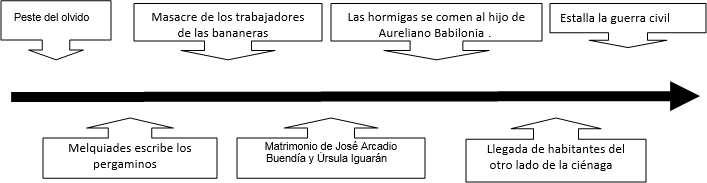 Peste del olvido
Masacre de los trabajadores
de las bananeras
Las hormigas se comen al hijo de
Aureliano Babilonia .
Estalla la guerra civil
Melquiades escribe los
pergaminos
Matrimonio de José Arcadio
Buendía y Úrsula Iguarán
Llegada de habitantes del
otro lado de la ciénaga